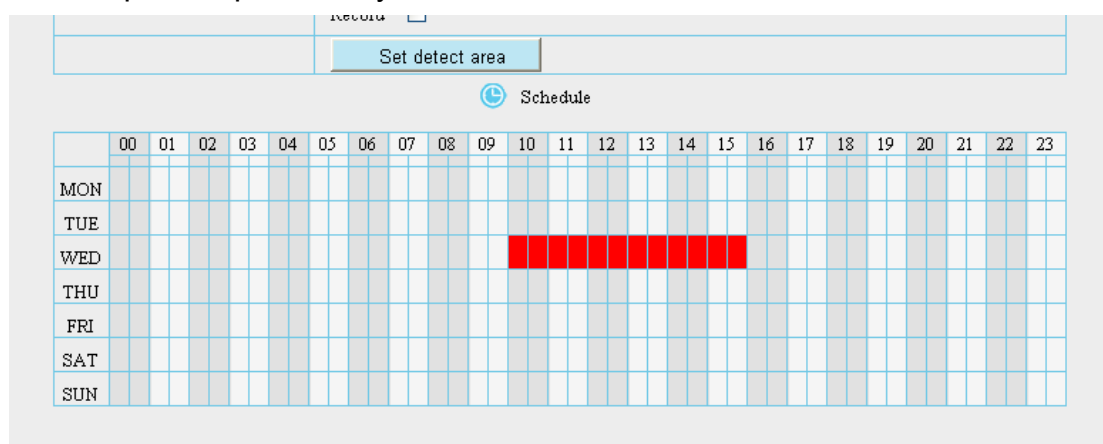 Record
Set detect area
Schedule
00 01 02 03 04 05 06 07 08 09 10 11 12 13 14 15 16 17 18 19 20 21 22 23
MON
TUE
WED
THU
FRI
SAT
SUN